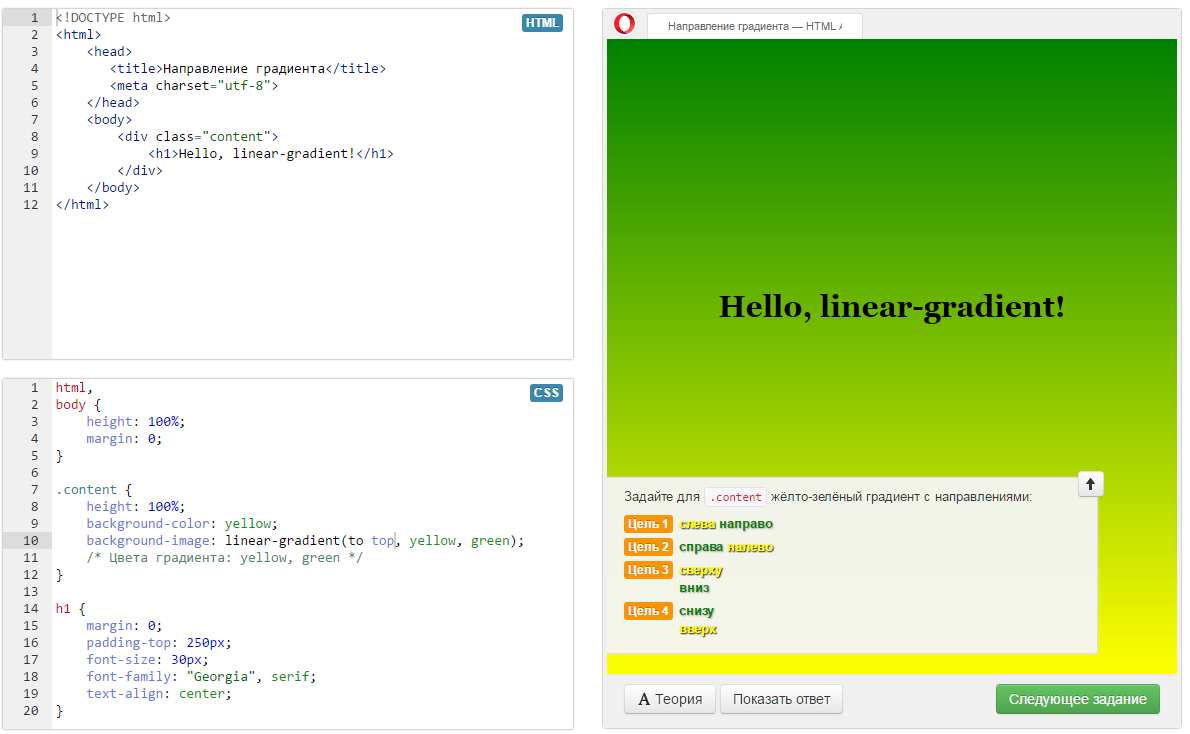 1 <!DOCTYPE html>
HTML
2 <html>
3 <head>
4 <title>Направление градиента</title>
5 <meta charset="utf-8">
6 </head>
7 <body>
8 <div class="content">
9 <h1>Hello, linear-gradient!</h1>
10 </div>
11 </body>
12 </html>
1 html,
CSS
2 body {
3 height: 100%;
4 margin: 0;
5 }
6
7 .content {
8 height: 100%;
9 background-color: yellow;
10 background-image: linear-gradient(to top, yellow, green);
11 /* Цвета градиента: yellow, green */
12 }
13
14 h1 {
15 margin: 0;
16 padding-top: 250px;
17 font-size: 30px;
18 font-family: "Georgia", serif;
19 text-align: center;
20 }
Направление градиента — HTML
Hello, linear-gradient!
Задайте для .content жёлто-зелёный градиент с направлениями:
Цель 1 слева направо
Цель 2 справа налево
Цель 3 сверху
вниз
Цель 4 снизу
вверх
A Теория
Показать ответ
Следующее задание